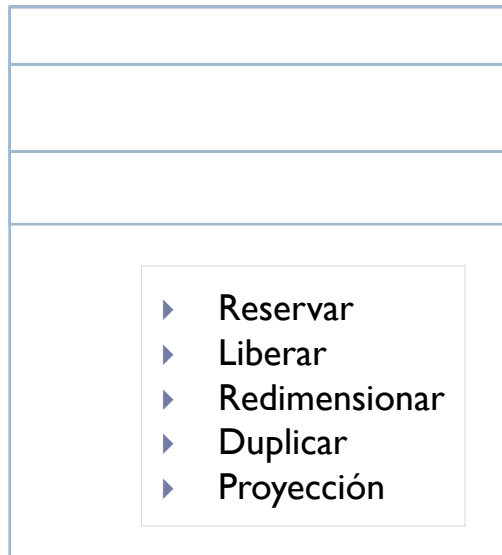 Reservar
Liberar
Redimensionar
Duplicar
Proyección